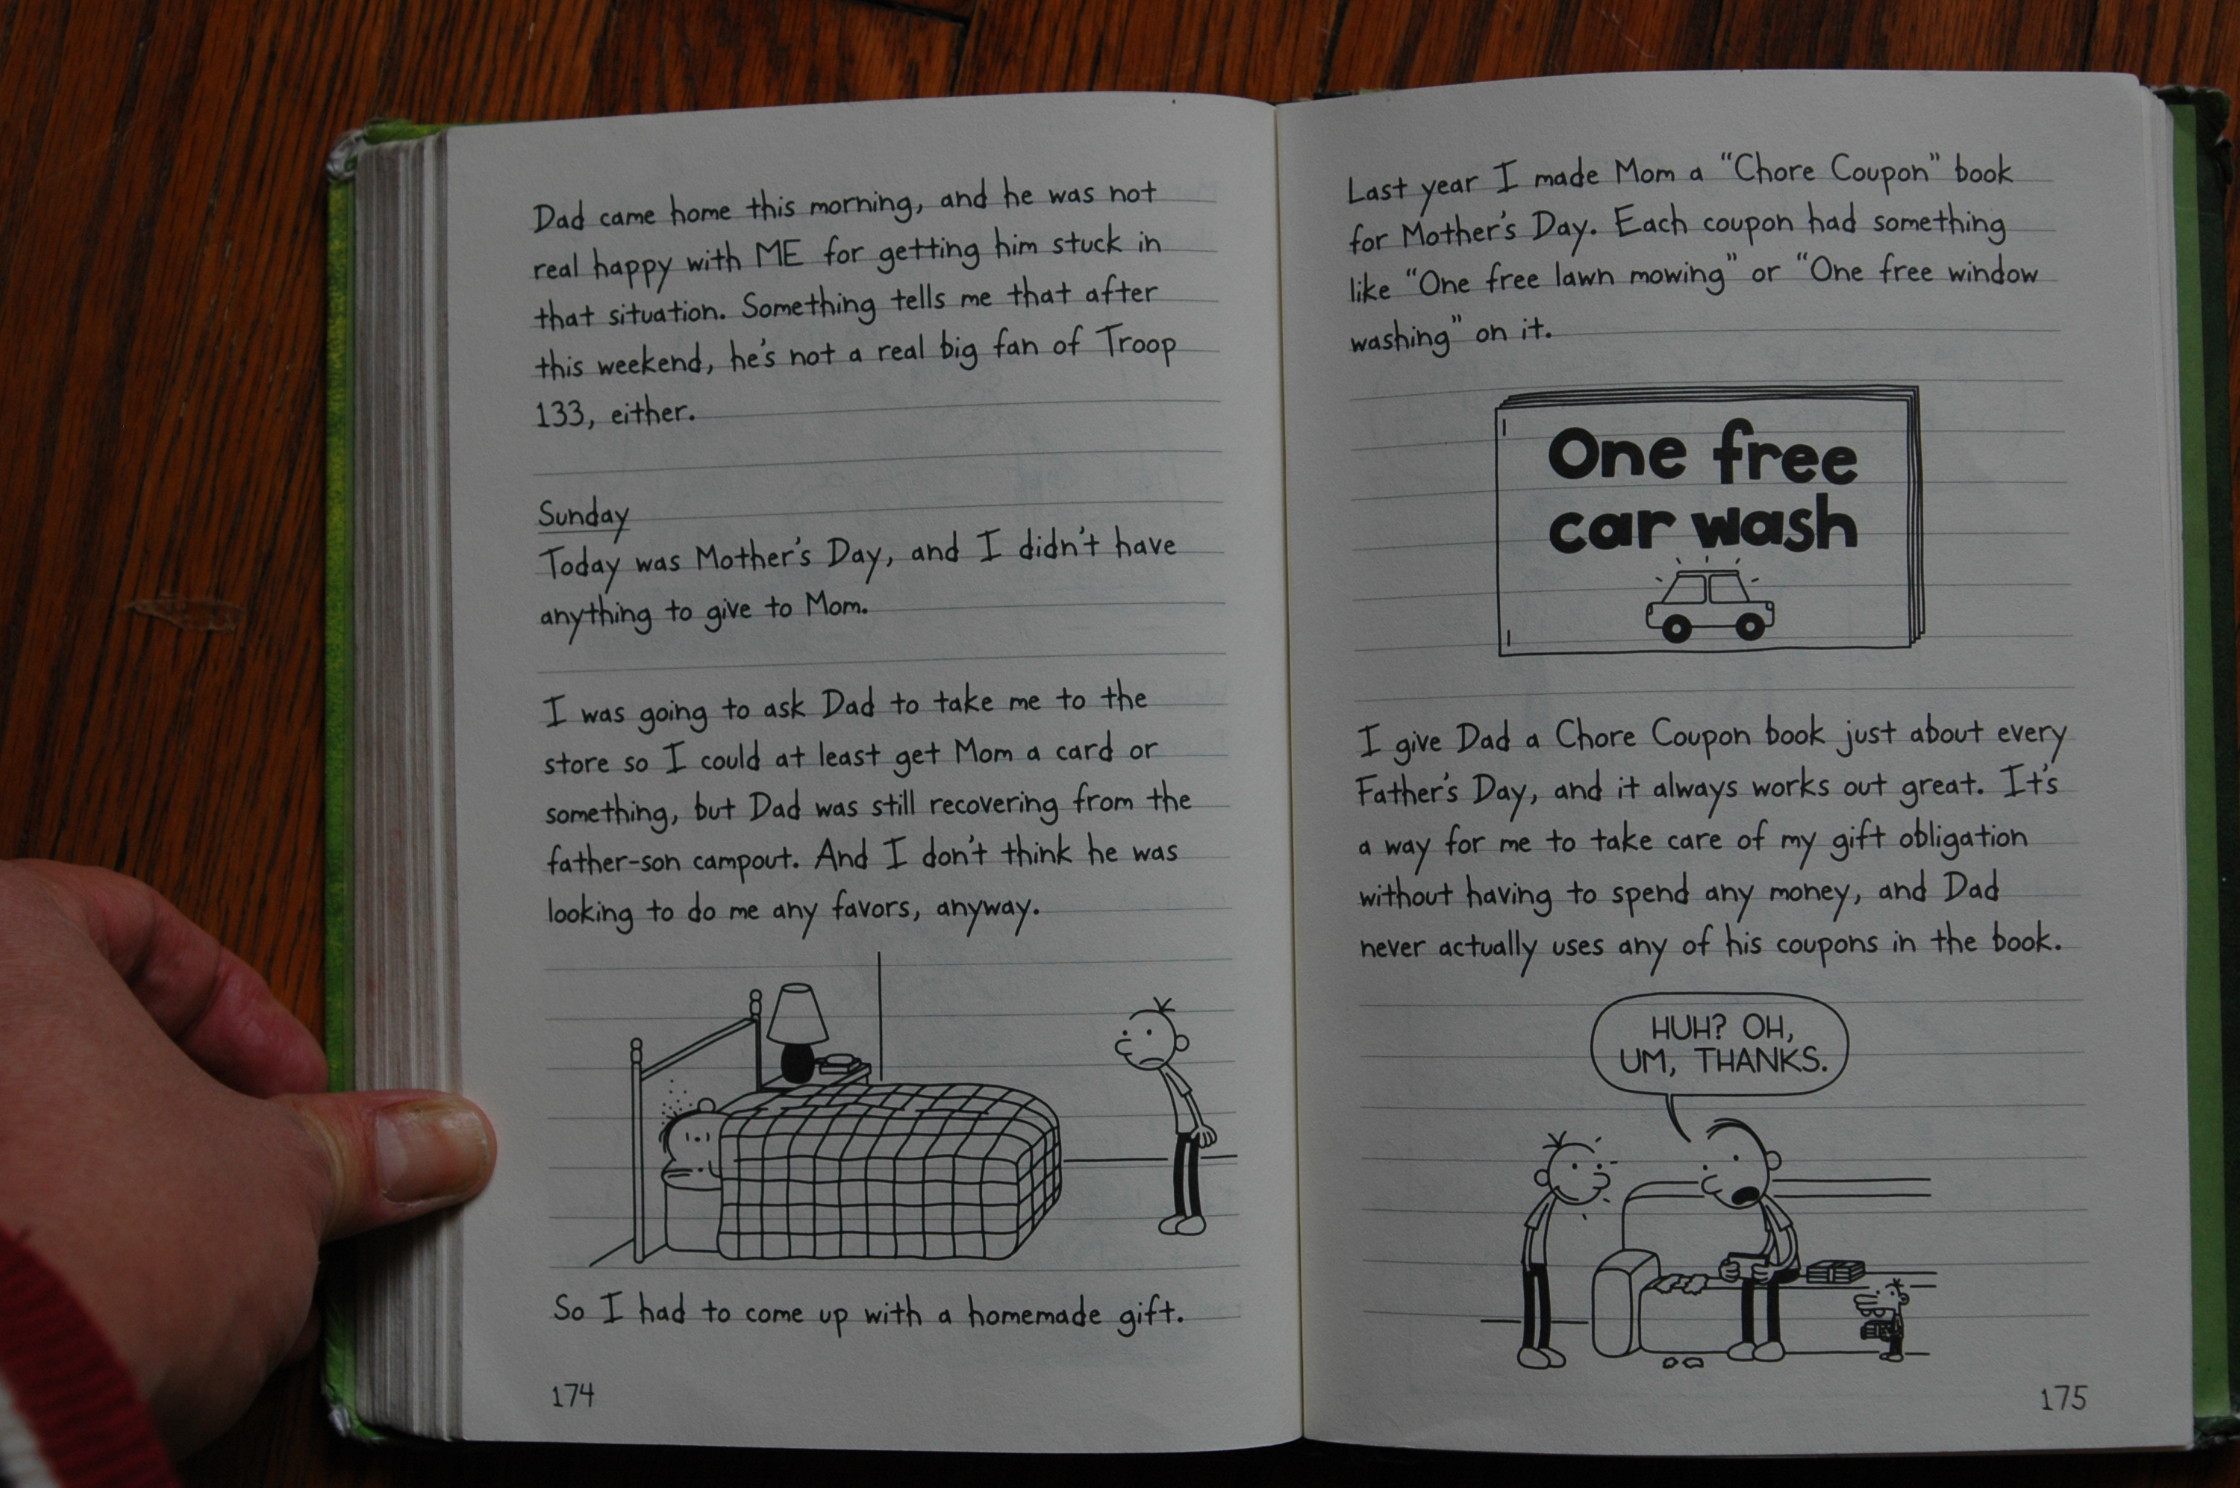 Dad came home this morning, and he was not
real happy with ME for getting him stuck in
that situation. Something tells me that after
this weekend, he's not a real big fan of Troop
133, either.
Sunday
Today was Mother's Day, and I didn't have
anything to give to Mom.
I was going to ask Dad to take me to the
store so I could at least get Mom a card or
something, but Dad was still recovering from the
father-son campout. And I don't think he was
looking to do me any favors, anyway.
So I had to come up with a homemade gift.
174
Last year I made Mom a "Chore Coupon" book
for Mother's Day. Each coupon had something
like "One free lawn mowing" or "One free window
washing" on it.
One free
car wash
I give Dad a Chore Coupon book just about every
Father's Day, and it always works out great. It's
a way for me to take care of my gift obligation
without having to spend any money, and Dad
never actually uses any of his coupons in the book.
HUH? OH,
UM, THANKS.
175